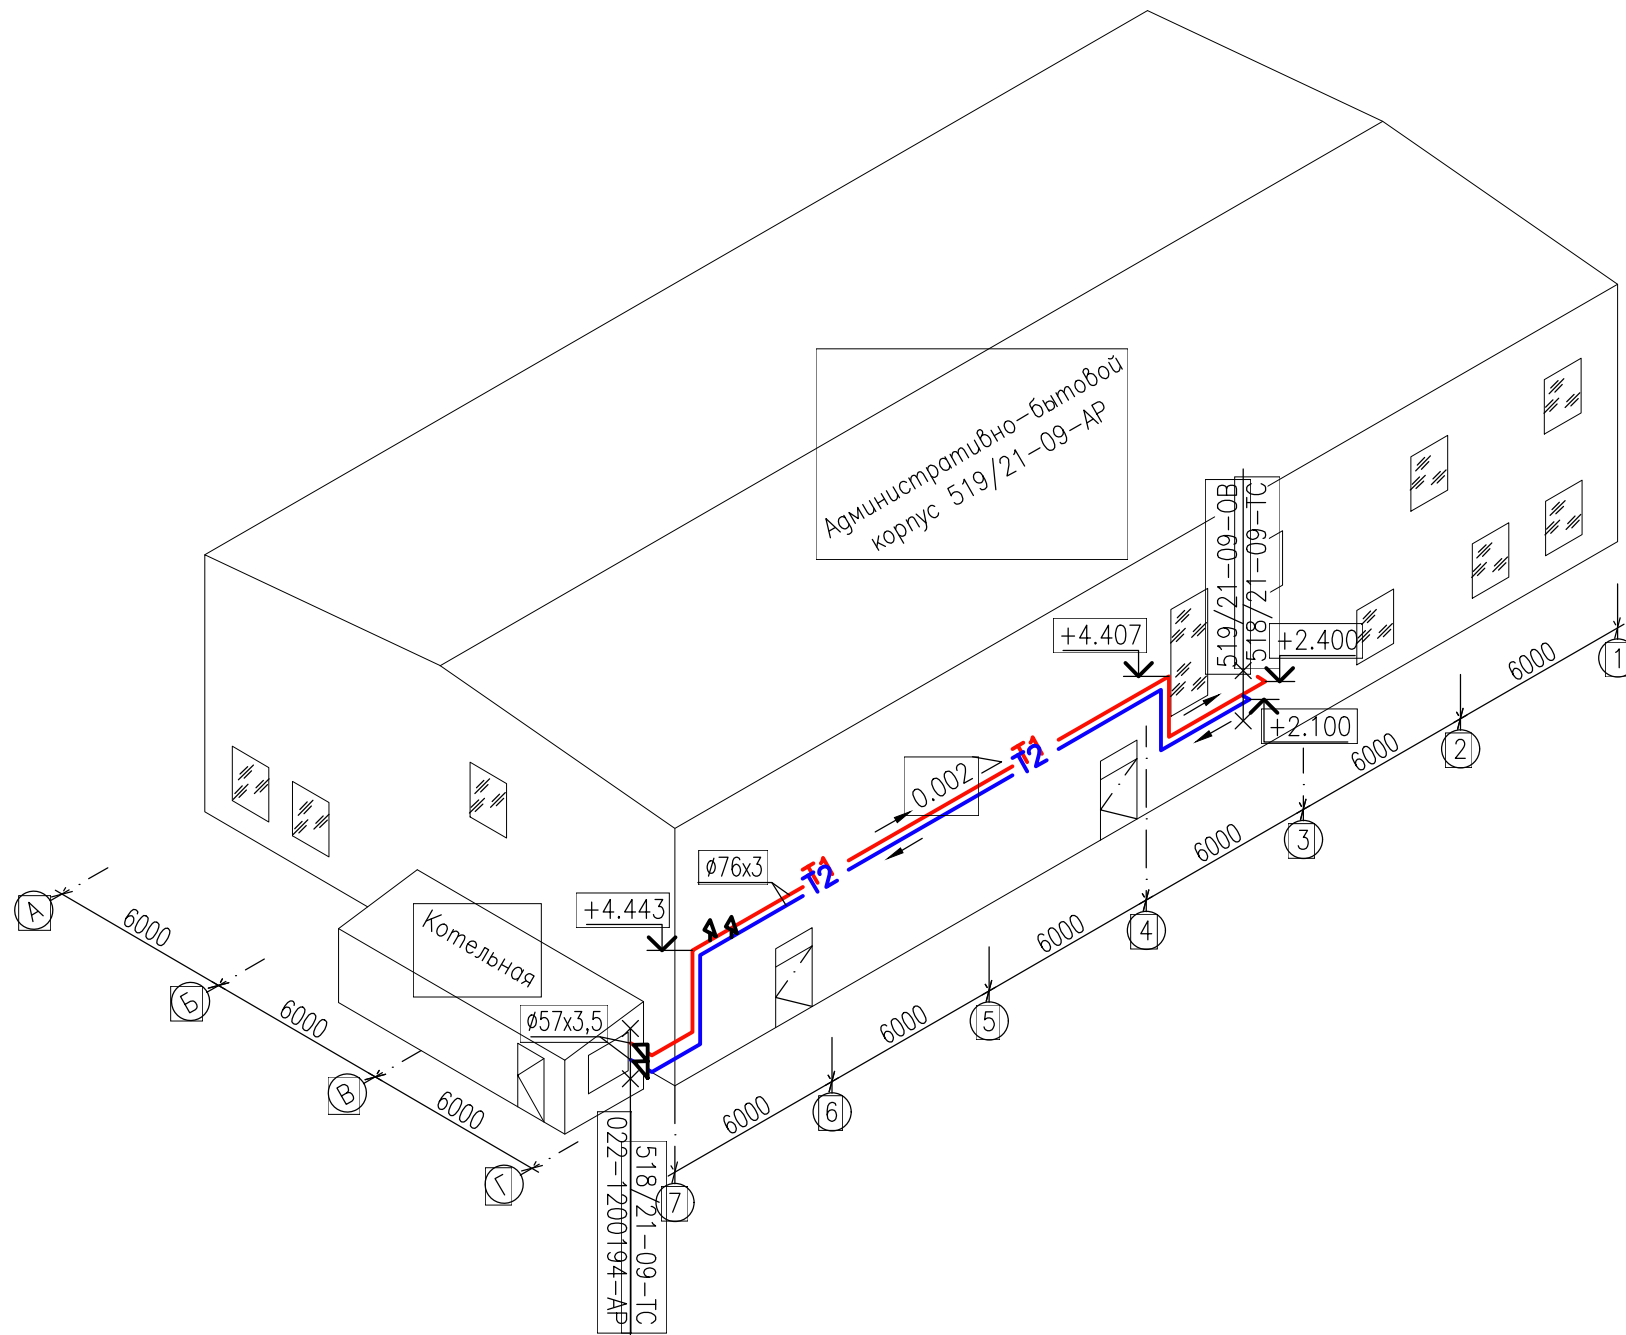 Административно-бытовой
корпус 519/21-09-АР
519/21-09-ОВ
518/21-09-ТС
+4.407
+2.400
+2.100
0.002
Т1
Т2
Т1
Т2
ø76х3
+4.443
Котельная
ø57х3,5
022-1200194-АР
518/21-09-ТС
А
6000
Б
6000
В
6000
Г
7
6000
6
6000
5
6000
4
6000
3
6000
2
6000
1